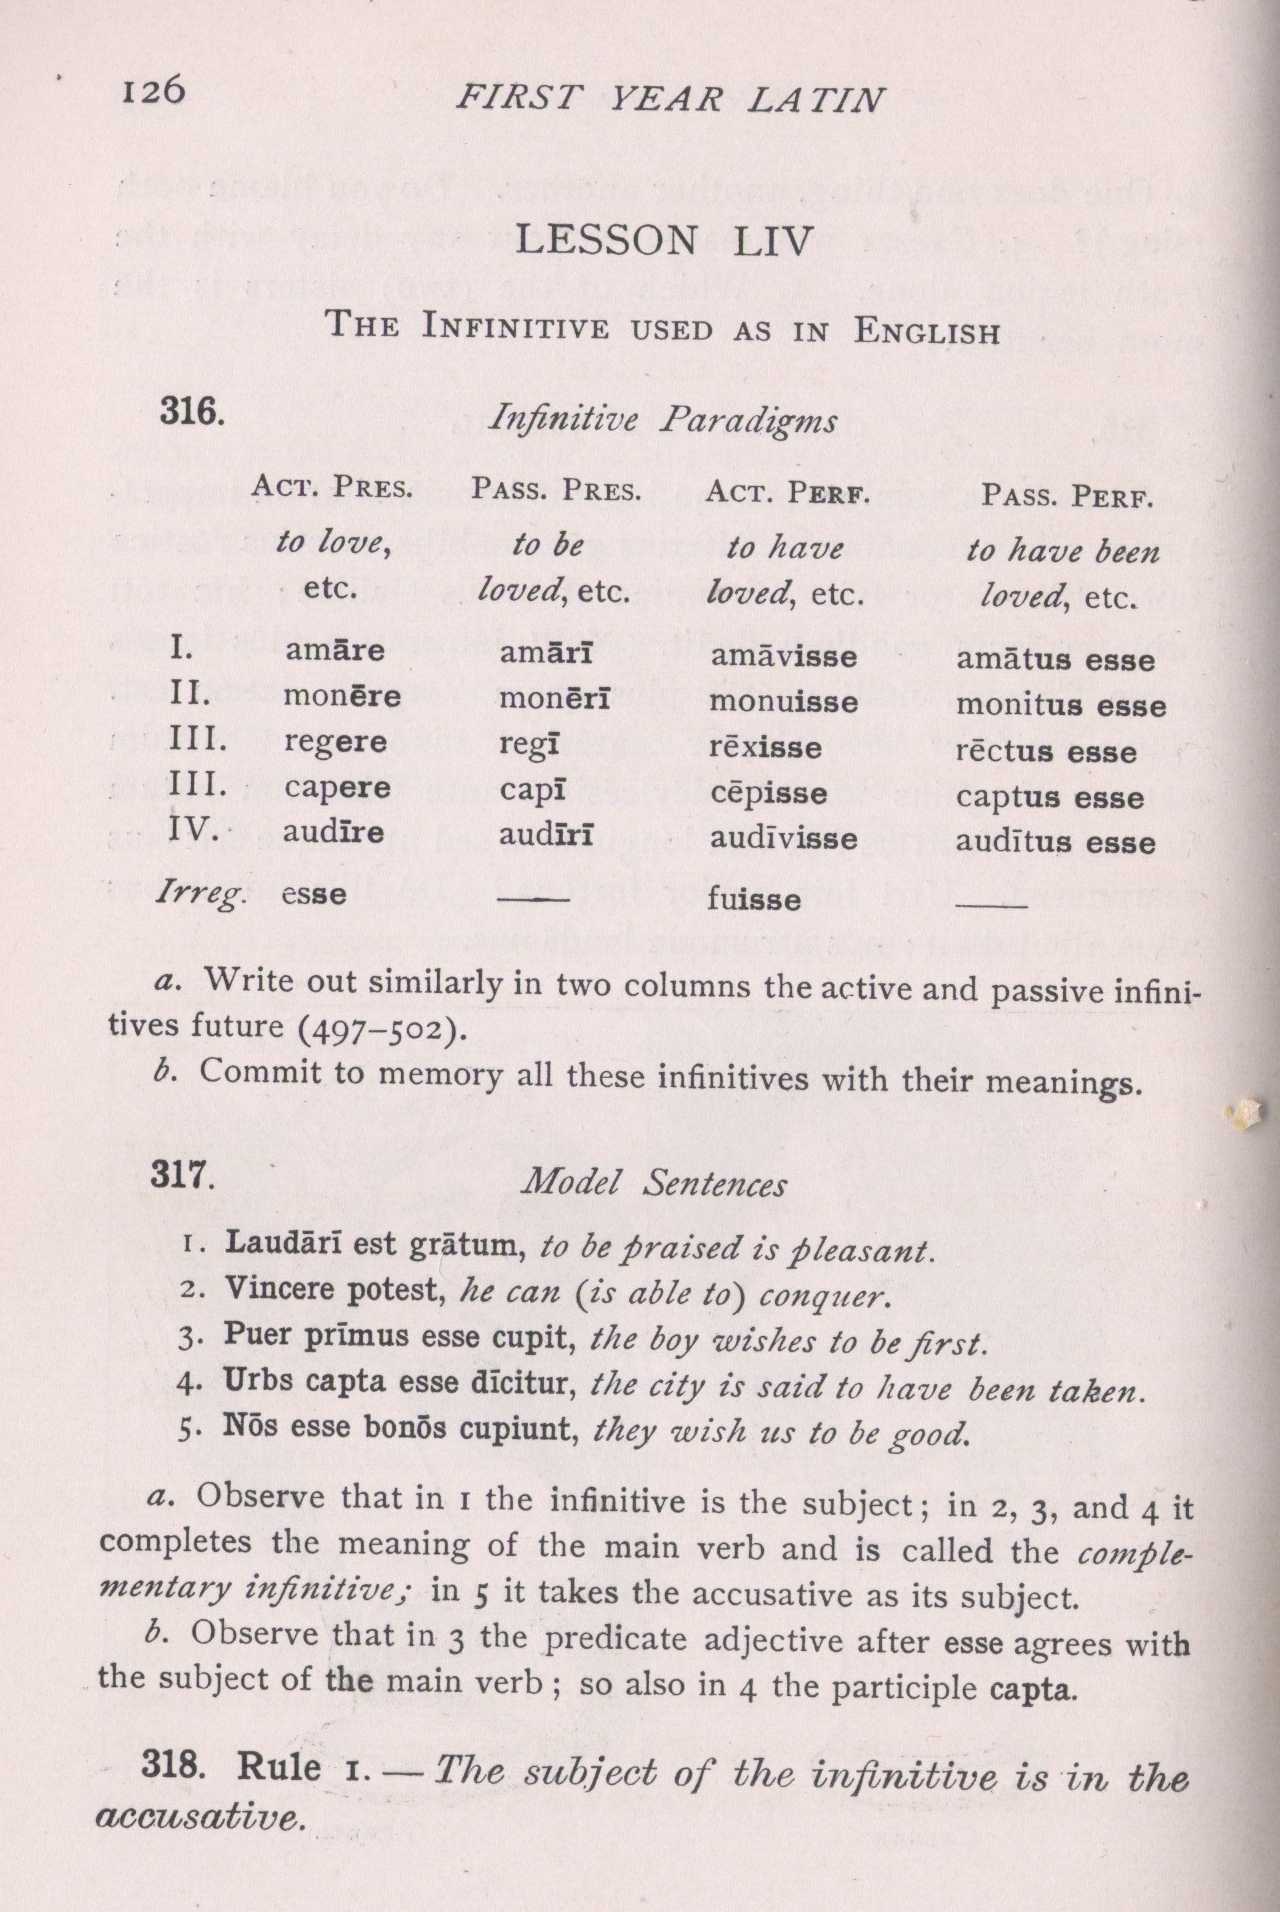 126 FIRST YEAR LATIN
LESSON LIV
THE INFINITIVE USED AS IN ENGLISH
316. Infinitive Paradigms
ACT. PRES. PASS. PRES. ACT. PERF. PASS. PERF.
to love, to be to have to have been
etc. loved, etc. loved, etc. loved, etc.
I. amāre amārī amāvisse amātus esse
II. monēre monērī monuisse monitus esse
III. regere regī rēxisse rēctus esse
III. capere capī cēpisse captus esse
IV. audīre audīrī audīvisse audītus esse
Irreg. esse —— fuisse ——
a. Write out similarly in two columns the active and passive infini-
tives future (497–502).
b. Commit to memory all these infinitives with their meanings.
317. Model Sentences
1. Laudārī est grātum, to be praised is pleasant.
2. Vincere potest, he can (is able to) conquer.
3. Puer prīmus esse cupit, the boy wishes to be first.
4. Urbs capta esse dīcitur, the city is said to have been taken.
5. Nōs esse bonōs cupiunt, they wish us to be good.
a. Observe that in 1 the infinitive is the subject; in 2, 3, and 4 it
completes the meaning of the main verb and is called the comple-
mentary infinitive; in 5 it takes the accusative as its subject.
b. Observe that in 3 the predicate adjective after esse agrees with
the subject of the main verb; so also in 4 the participle capta.
318. Rule 1. — The subject of the infinitive is in the
accusative.